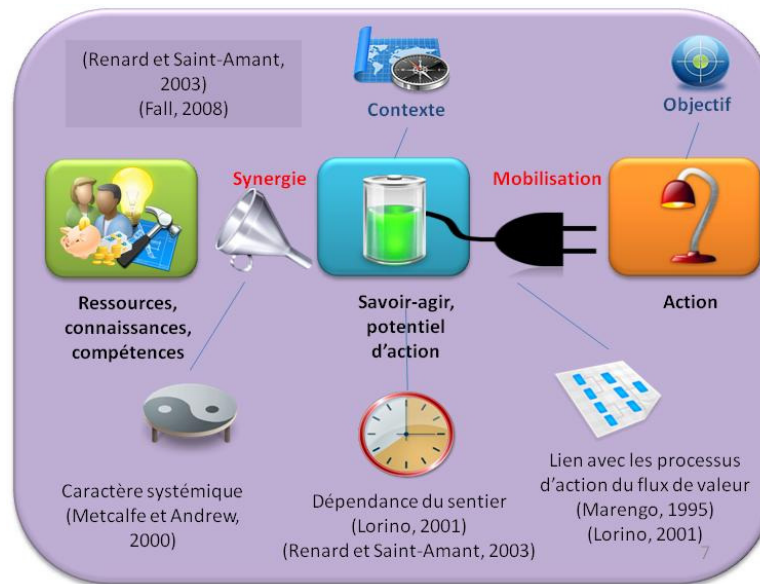 (Renard et Saint-Amant,
2003)
(Fall, 2008)
Contexte
Objectif
Synergie
Mobilisation
Ressources,
connaissances,
compétences
Savoir-agir,
potentiel
d'action
Action
Caractère systémique
(Metcalfe et Andrew,
2000)
Dépendance du sentier
(Lorino, 2001)
(Renard et Saint-Amant, 2003)
Lien avec les processus
d'action du flux de valeur
(Marengo, 1995)
(Lorino, 2001)
7